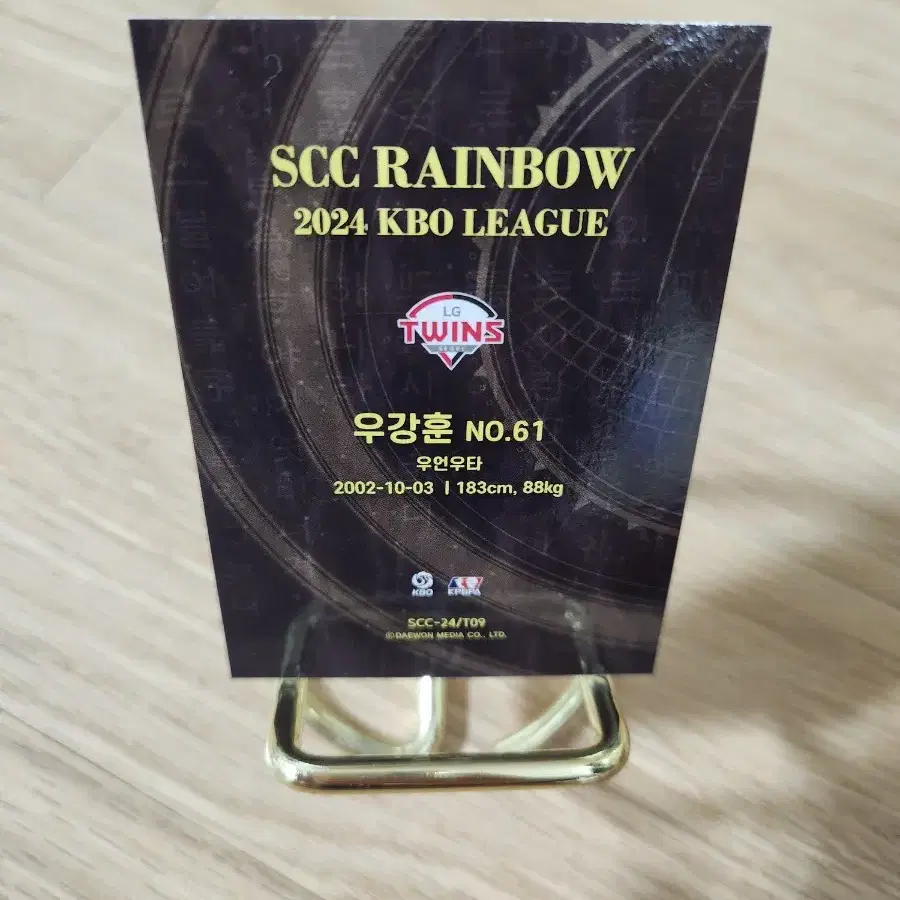 SCC RAINBOW
2024 KBO LEAGUE
LG
TWINS
SEOUL
우강훈 NO.61
우언우타
2002-10-03 | 183cm, 88kg
KBO KPBPA
SCC-24/T09
©DAEWON MEDIA CO., LTD.